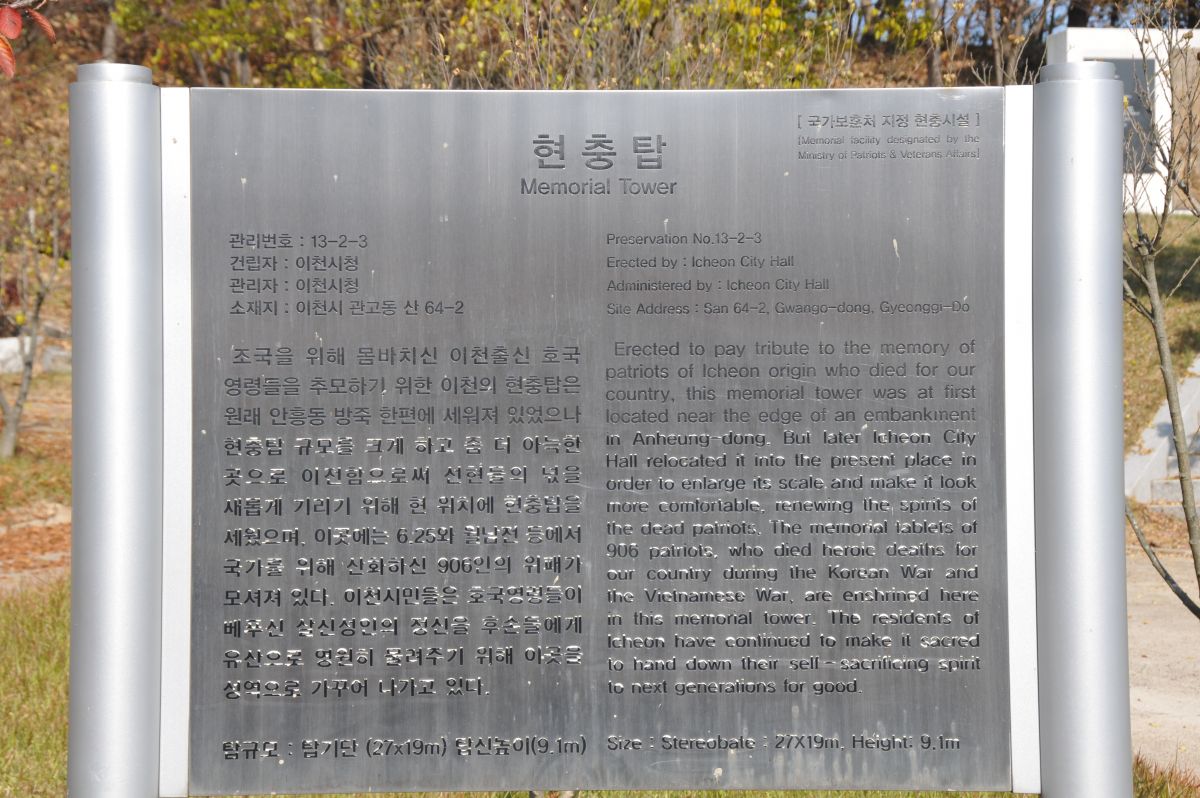 [ 국가보훈처 지정 현충시설 ]
[Memorial facility designated by the
Ministry of Patriots & Veterans Affairs]
현충탑
Memorial Tower
관리번호 : 13-2-3
건립자 : 이천시청
관리자 : 이천시청
소재지 : 이천시 관고동 산 64-2
조국을 위해 몸바치신 이천출신 호국
영령들을 추모하기 위한 이천의 현충탑은
원래 안흥동 방죽 한편에 세워져 있었으나
현충탑 규모를 크게 하고 좀 더 아늑한
곳으로 이전함으로써 선현들의 넋을
새롭게 기리기 위해 현 위치에 현충탑을
세웠으며, 이곳에는 6.25와 월남전 등에서
국가를 위해 산화하신 906인의 위패가
모셔져 있다. 이천시민들은 호국영령들이
베푸신 살신성인의 정신을 후손들에게
유산으로 영원히 물려주기 위해 이곳을
성역으로 가꾸어 나가고 있다.
탑규모 : 탑기단 (27x19m) 탑신높이(9.1m)
Preservation No.13-2-3
Erected by : Icheon City Hall
Administered by : Icheon City Hall
Site Address : San 64-2, Gwango-dong, Gyeonggi-Do
Erected to pay tribute to the memory of
patriots of Icheon origin who died for our
country, this memorial tower was at first
located near the edge of an embankment
in Anheung-dong. But later Icheon City
Hall relocated it into the present place in
order to enlarge its scale and make it look
more comfortable, renewing the spirits of
the dead patriots. The memorial tablets of
906 patriots, who died heroic deaths for
our country during the Korean War and
the Vietnamese War, are enshrined here
in this memorial tower. The residents of
Icheon have continued to make it sacred
to hand down their self-sacrificing spirit
to next generations for good.
Size : Stereobate : 27X19m, Height: 9.1m